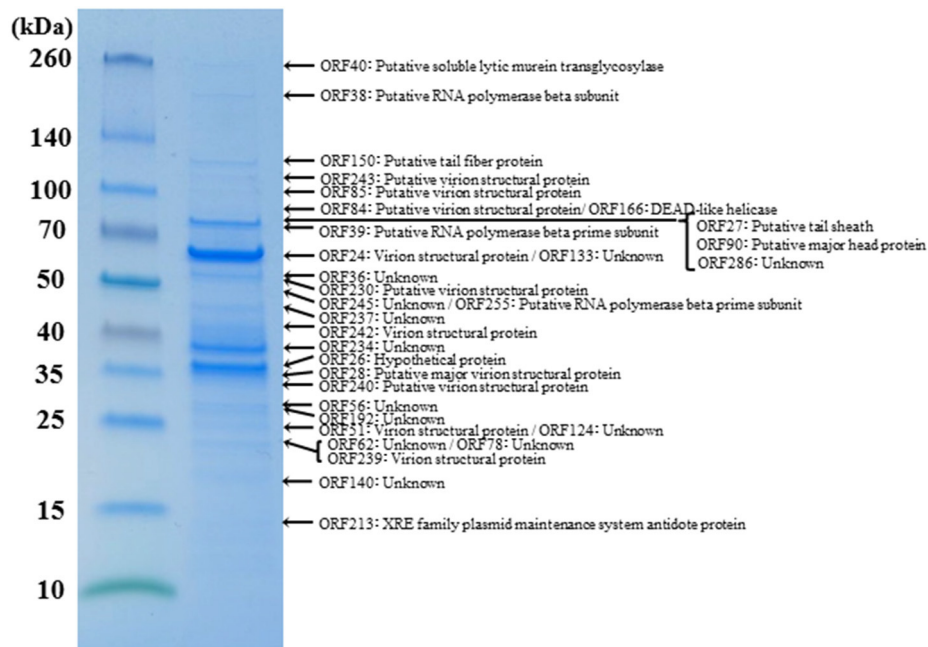 (kDa)
260
140
100
70
50
40
35
25
15
10
ORF40: Putative soluble lytic murein transglycosylase
ORF38: Putative RNA polymerase beta subunit
ORF150: Putative tail fiber protein
ORF243: Putative virion structural protein
ORF85: Putative virion structural protein
ORF84: Putative virion structural protein/ ORF166: DEAD-like helicase
ORF39: Putative RNA polymerase beta prime subunit
ORF27: Putative tail sheath
ORF90: Putative major head protein
ORF286: Unknown
ORF24: Virion structural protein / ORF133: Unknown
ORF36: Unknown
ORF230: Putative virion structural protein
ORF245: Unknown / ORF255: Putative RNA polymerase beta prime subunit
ORF237: Unknown
ORF242: Virion structural protein
ORF234: Unknown
ORF26: Hypothetical protein
ORF28: Putative major virion structural protein
ORF240: Putative virion structural protein
ORF56: Unknown
ORF192: Unknown
ORF51: Virion structural protein / ORF124: Unknown
ORF62: Unknown / ORF78: Unknown
ORF239: Virion structural protein
ORF140: Unknown
ORF213: XRE family plasmid maintenance system antidote protein